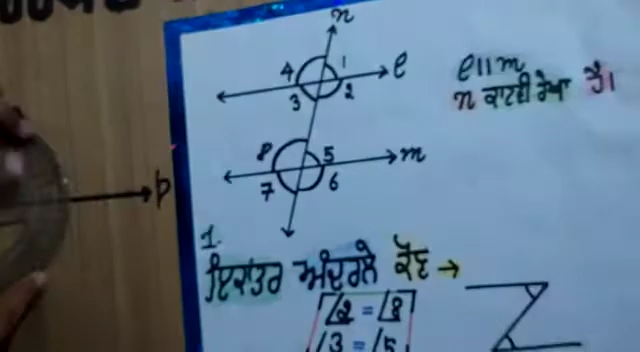 n
4 1 l
3 2
l||m
n ਕਾਟਵੀਂ ਰੇਖਾ ਹੈ।
8 5 m
7 6
p
1.
ਇਕਾਂਤਰ ਅੰਦਰਲੇ ਕੋਣ →
∠2 = ∠8
∠3 = ∠5